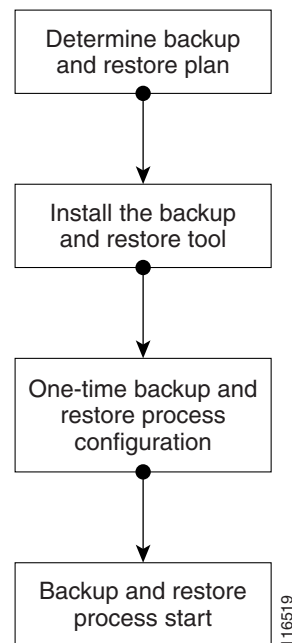 Determine backup
and restore plan
Install the backup
and restore tool
One-time backup and
restore process
configuration
Backup and restore
process start
116519